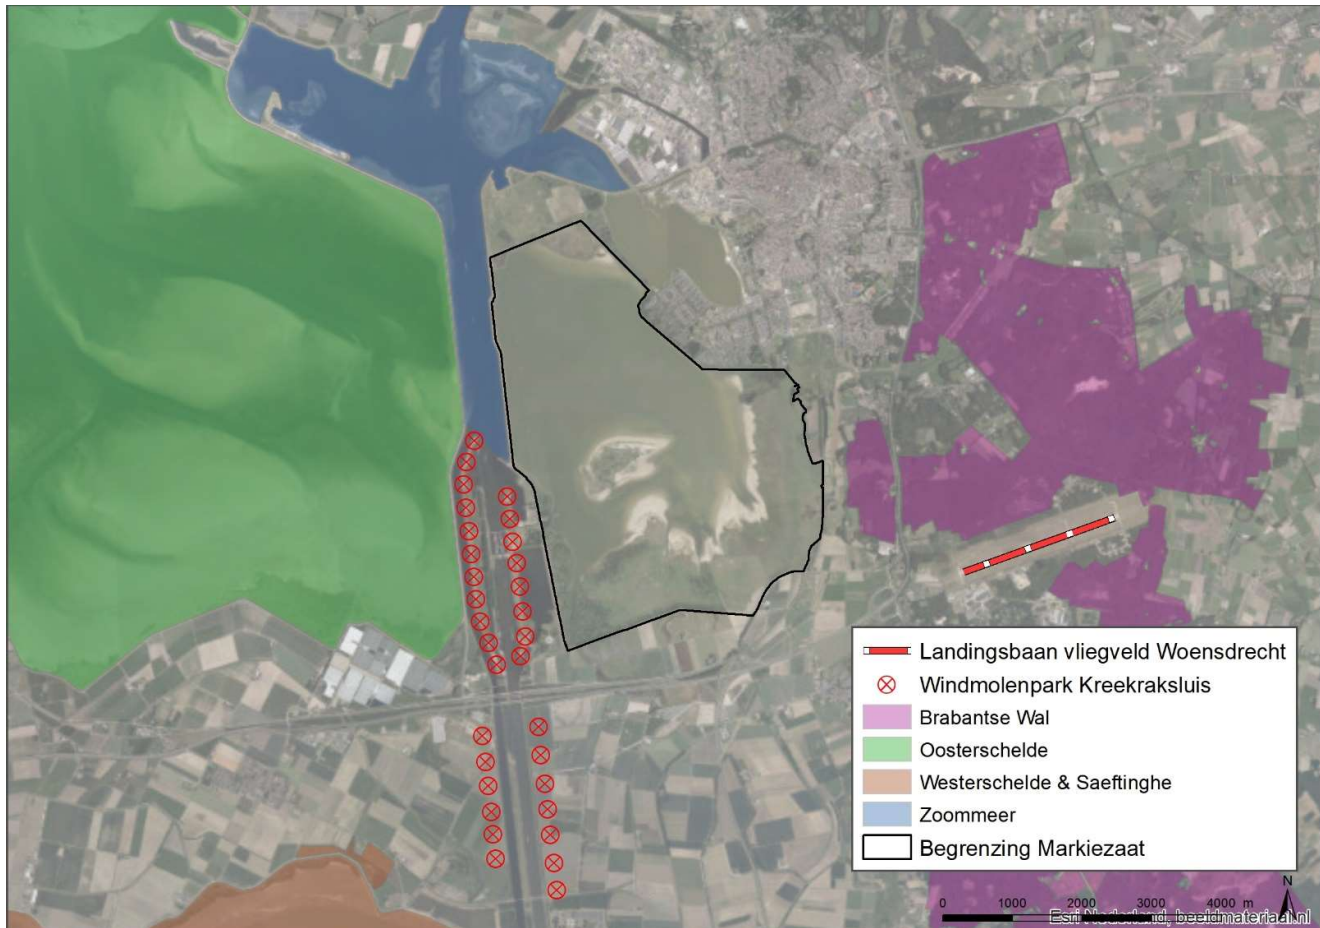 Landingsbaan vliegveld Woensdrecht
Windmolenpark Kreekraksluis
Brabantse Wal
Oosterschelde
Westerschelde & Saeftinghe
Zoommeer
Begrenzing Markiezaat
N
0 1000 2000 3000 4000 m
Esri Nederland, beeldmateriaal.nl